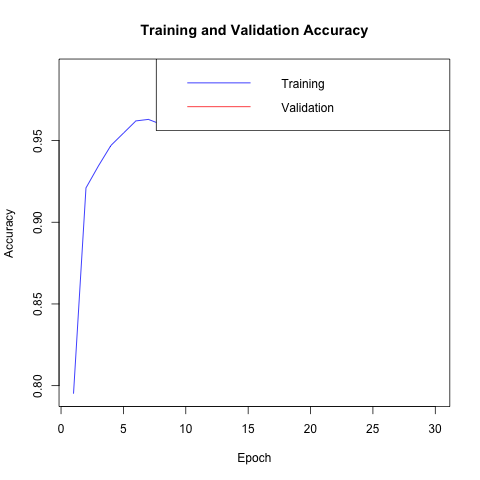 Training and Validation Accuracy
Training
Validation
0.95
0.90
0.85
0.80
Accuracy
0 5 10 15 20 25 30
Epoch